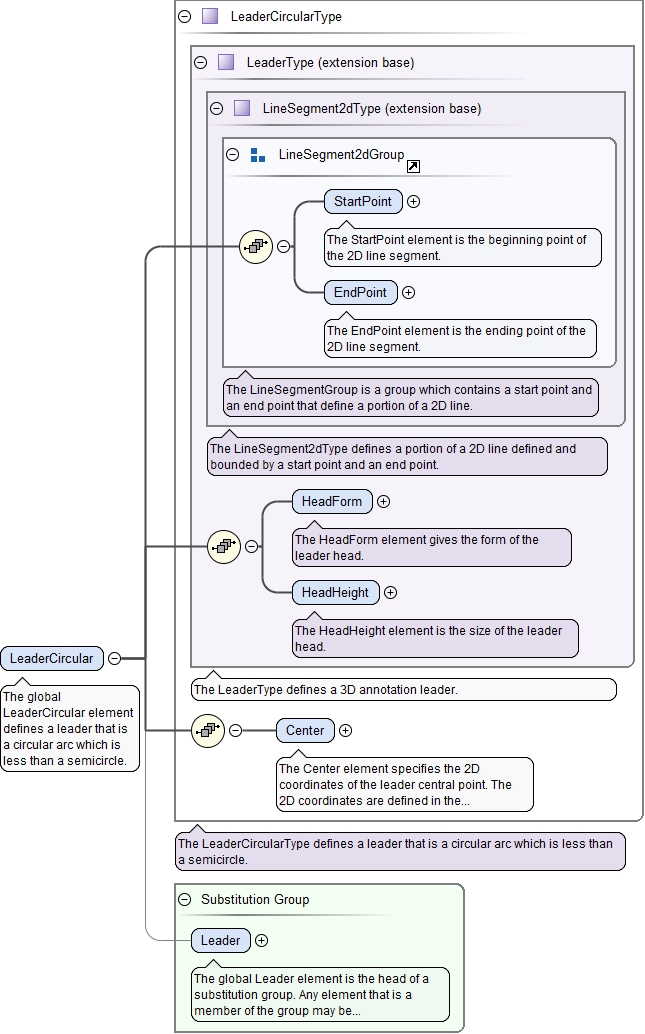 LeaderCircularType
LeaderType (extension base)
LineSegment2dType (extension base)
LineSegment2dGroup
StartPoint
The StartPoint element is the beginning point of
the 2D line segment.
EndPoint
The EndPoint element is the ending point of the
2D line segment.
The LineSegmentGroup is a group which contains a start point and
an end point that define a portion of a 2D line.
The LineSegment2dType defines a portion of a 2D line defined and
bounded by a start point and an end point.
HeadForm
The HeadForm element gives the form of the
leader head.
HeadHeight
The HeadHeight element is the size of the leader
head.
LeaderCircular
The global
LeaderCircular element
defines a leader that is
a circular arc which is
less than a semicircle.
The LeaderType defines a 3D annotation leader.
Center
The Center element specifies the 2D
coordinates of the leader central point. The
2D coordinates are defined in the...
The LeaderCircularType defines a leader that is a circular arc which is less than
a semicircle.
Substitution Group
Leader
The global Leader element is the head of a
substitution group. Any element that is a
member of the group may be...